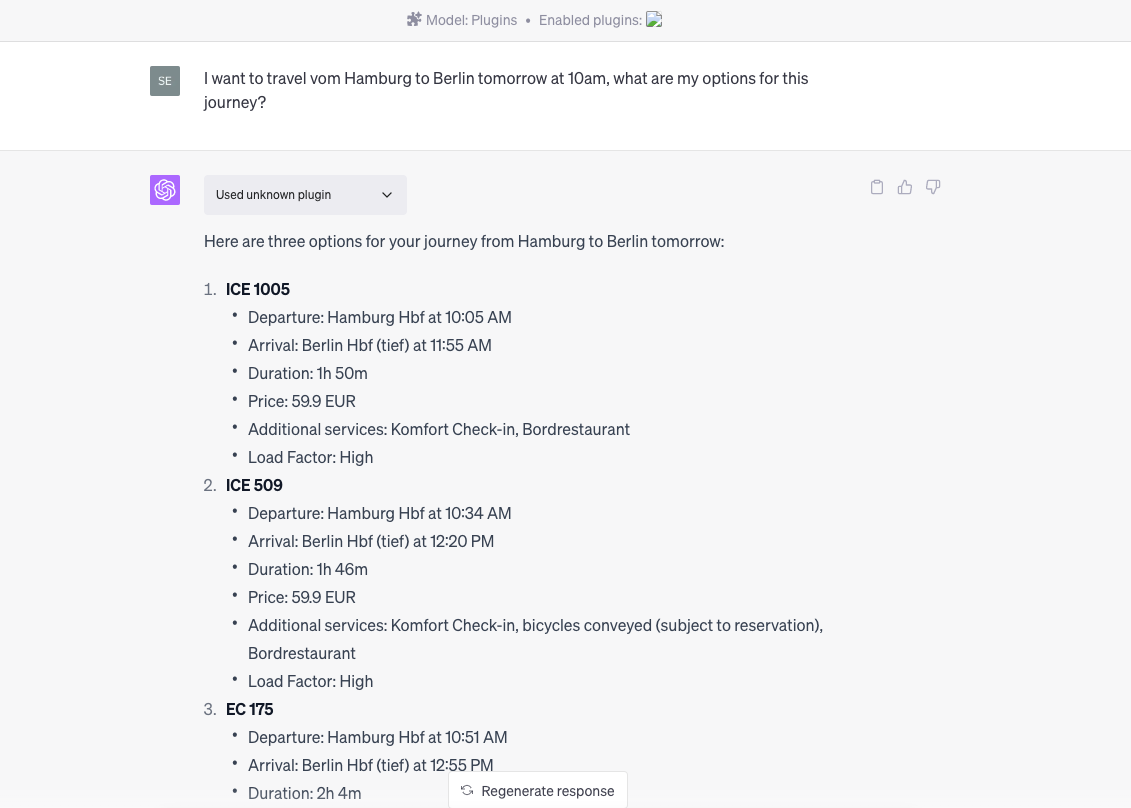 Model: Plugins • Enabled plugins:
SE
I want to travel vom Hamburg to Berlin tomorrow at 10am, what are my options for this
journey?
Used unknown plugin
Here are three options for your journey from Hamburg to Berlin tomorrow:
1. ICE 1005
• Departure: Hamburg Hbf at 10:05 AM
• Arrival: Berlin Hbf (tief) at 11:55 AM
• Duration: 1h 50m
• Price: 59.9 EUR
• Additional services: Komfort Check-in, Bordrestaurant
• Load Factor: High
2. ICE 509
• Departure: Hamburg Hbf at 10:34 AM
• Arrival: Berlin Hbf (tief) at 12:20 PM
• Duration: 1h 46m
• Price: 59.9 EUR
• Additional services: Komfort Check-in, bicycles conveyed (subject to reservation),
Bordrestaurant
• Load Factor: High
3. EC 175
• Departure: Hamburg Hbf at 10:51 AM
• Arrival: Berlin Hbf (tief) at 12:55 PM
• Duration: 2h 4m
Regenerate response